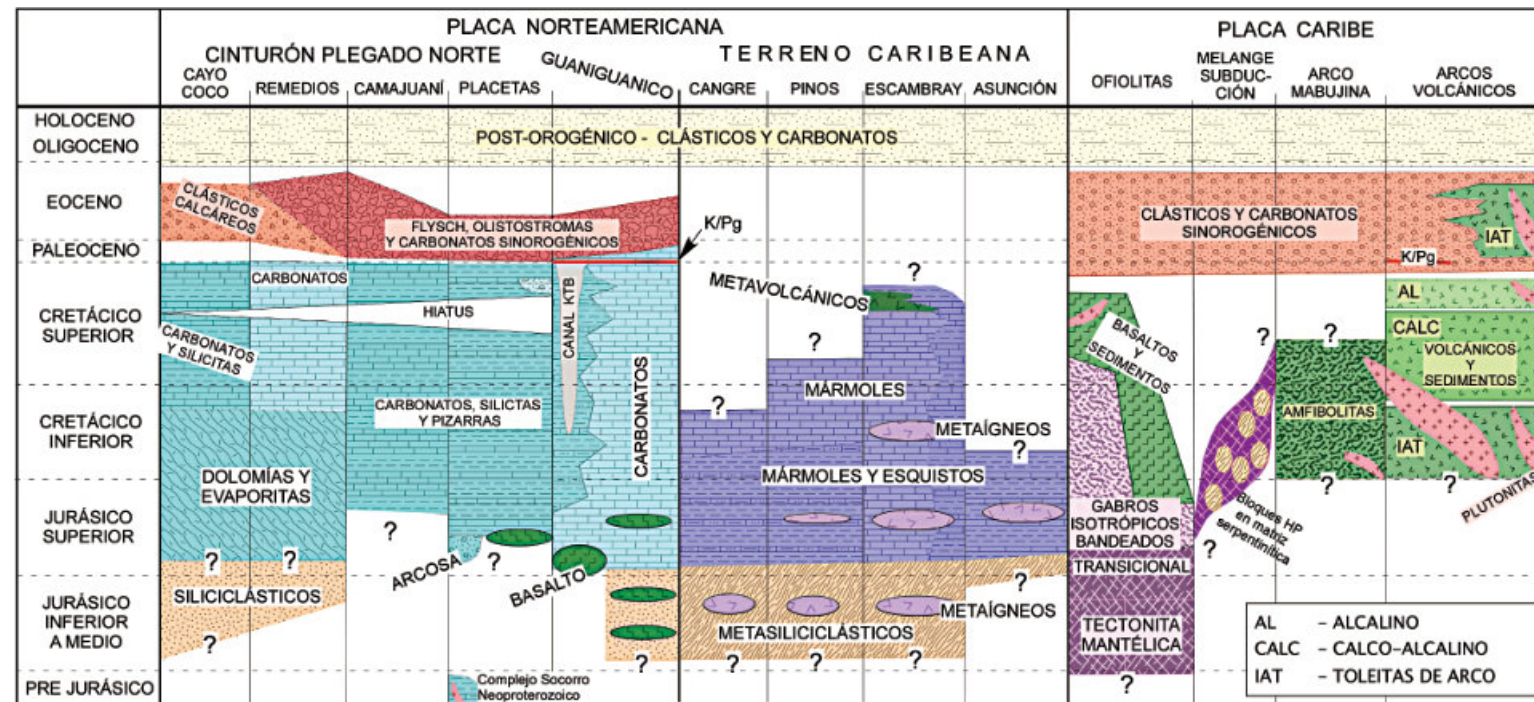 PLACA NORTEAMERICANA
PLACA CARIBE
CINTURÓN PLEGADO NORTE
GUANIGUANICO
TERRENO CARIBEANA
CAYO
COCO
REMEDIOS
CAMAJUANÍ
PLACETAS
CANGRE
PINOS
ESCAMBRAY
ASUNCIÓN
OFIOLITAS
MELANGE
SUBDUC-
CIÓN
ARCO
MABUJINA
ARCOS
VOLCÁNICOS
HOLOCENO
OLIGOCENO
POST-OROGÉNICO - CLÁSTICOS Y CARBONATOS
EOCENO
CLÁSTICOS
CALCÁREOS
FLYSCH, OLISTOSTROMAS
Y CARBONATOS SINOROGÉNICOS
K/Pg
CLÁSTICOS Y CARBONATOS
SINOROGÉNICOS
IAT
PALEOCENO
K/Pg
CARBONATOS
HIATUS
CANAL KTB
METAVOLCÁNICOS
?
AL
CRETÁCICO
SUPERIOR
CARBONATOS
Y SILICITAS
CARBONATOS
?
BASALTOS
Y
SEDIMENTOS
?
?
CALC
VOLCÁNICOS
Y
SEDIMENTOS
CRETÁCICO
INFERIOR
CARBONATOS, SILICTAS
Y PIZARRAS
?
MÁRMOLES
METAÍGNEOS
?
AMFIBOLITAS
IAT
DOLOMÍAS Y
EVAPORITAS
MÁRMOLES Y ESQUISTOS
?
?
PLUTONITAS
JURÁSICO
SUPERIOR
?
?
?
ARCOSA
?
BASALTO
GABROS
ISOTRÓPICOS
BANDEADOS
?
Bloques HP
en matriz
serpentinítica
TRANSICIONAL
JURÁSICO
INFERIOR
A MEDIO
SILICICLÁSTICOS
?
?
METAÍGNEOS
METASILICICLÁSTICOS
?
?
?
?
TECTONITA
MANTÉLICA
?
AL - ALCALINO
CALC - CALCO-ALCALINO
IAT - TOLEITAS DE ARCO
PRE JURÁSICO
Complejo Socorro
Neoproterozoico